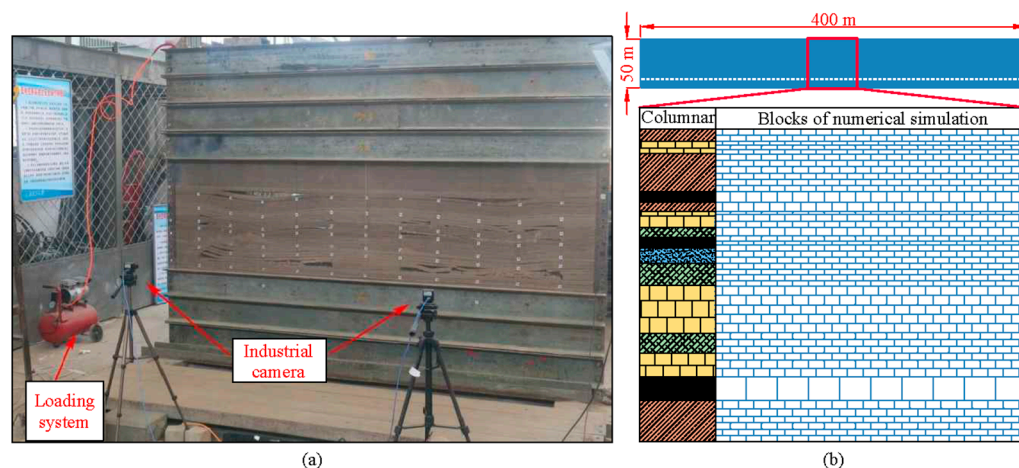 400 m
50 m
Columnar
Blocks of numerical simulation
Industrial
camera
Loading
system
(a)
(b)